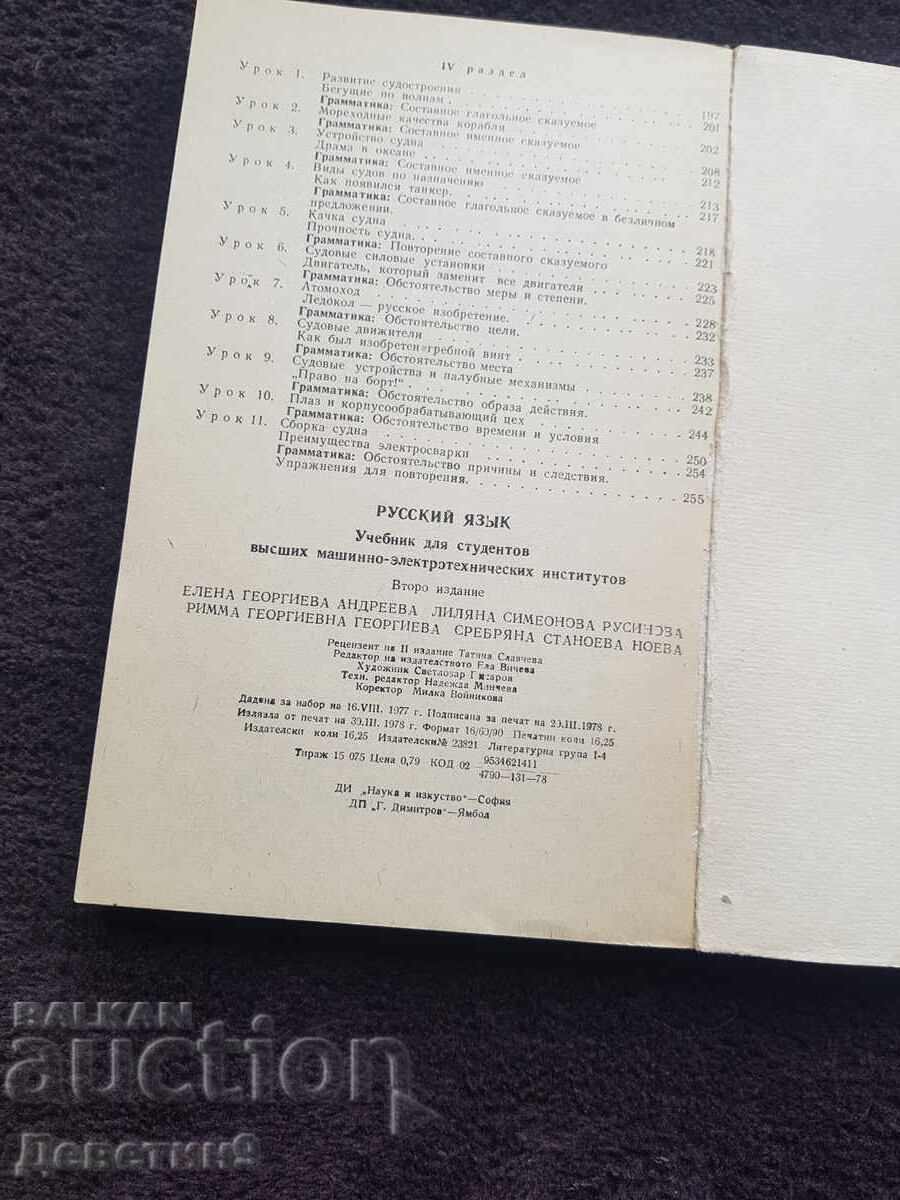 IV раздел
Урок 1. Развитие судостроения
Бегущие по волнам . 197
Грамматика: Составное глагольное сказуемое 201
Урок 2. Мореходные качества корабля 202
Грамматика: Составное именное сказуемое
Урок 3. Устройство судна
Драма в океане 208
Грамматика: Составное именное сказуемое 212
Урок 4. Виды судов по назначению
Как появился танкер. 213
Грамматика: Составное глагольное сказуемое в безличном 217
предложении.
Урок 5. Качка судна 218
Прочность судна. 221
Грамматика: Повторение составного сказуемого
Урок 6. Судовые силовые установки 223
Двигатель, который заменит все двигатели 225
Грамматика: Обстоятельство меры и степени.
Урок 7. Атомоход 228
Ледокол — русское изобретение. 232
Грамматика: Обстоятельство цели.
Урок 8. Судовые движители 233
Как был изобретен гребной винт 237
Грамматика: Обстоятельство места
Урок 9. Судовые устройства и палубные механизмы . 238
„Право на борт!“ . 242
Грамматика: Обстоятельство образа действия.
Урок 10. Плаз и корпусообрабатывающий цех 244
Грамматика: Обстоятельство времени и условия
Урок 11. Сборка судна 250
Преимущества электросварки 254
Грамматика: Обстоятельство причины и следствия.
Упражнения для повторения. 255
РУССКИЙ ЯЗЫК
Учебник для студентов
высших машинно-электротехнических институтов
Второ издание
ЕЛЕНА ГЕОРГИЕВА АНДРЕЕВА ЛИЛЯНА СИМЕОНОВА РУСИНОВА
РИММА ГЕОРГИЕВНА ГЕОРГИЕВА СРЕБРЯНА СТАНОЕВА НОЕВА
Рецензент на II издание Татяна Славчева
Редактор на издателството Ела Вичева
Художник Светлозар
Техн. редактор Надежда Минчева
Коректор Милка Войникова
Дадена за набор на 16.VIII. 1977 г. Подписана за печат на 20.III.1978 г.
Излязла от печат на 30.III. 1978 г. Формат 16/60/90 Печатни коли 16,25
Издателски коли 16,25 Издателски № 23821 Литературна група I-4
Тираж 15 075 Цена 0,79 КОД 02 9534621411
4790—131—78
ДИ „Наука и изкуство“—София
ДП „Г. Димитров“—Ямбол
BALKAN
auction
Деветин9